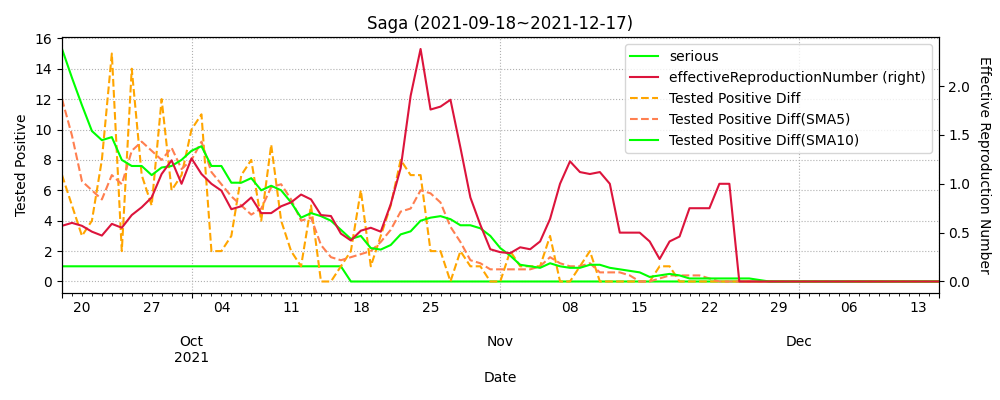 Saga (2021-09-18~2021-12-17)
Tested Positive
16
14
12
10
8
6
4
2
0
serious
effectiveReproductionNumber (right)
Tested Positive Diff
Tested Positive Diff(SMA5)
Tested Positive Diff(SMA10)
2.0
1.5
1.0
0.5
0.0
Effective Reproduction Number
20 27 04 11 18 25 08 15 22 29 06 13
Oct Nov Dec
2021
Date